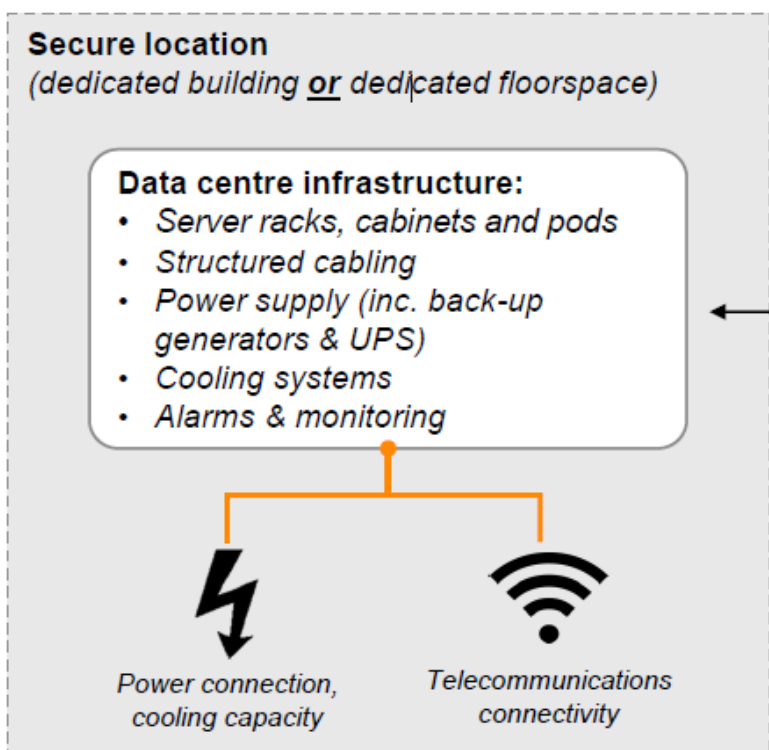 Secure location
(dedicated building or dedicated floorspace)
Data centre infrastructure:
• Server racks, cabinets and pods
• Structured cabling
• Power supply (inc. back-up
generators & UPS)
• Cooling systems
• Alarms & monitoring
Power connection,
cooling capacity
Telecommunications
connectivity